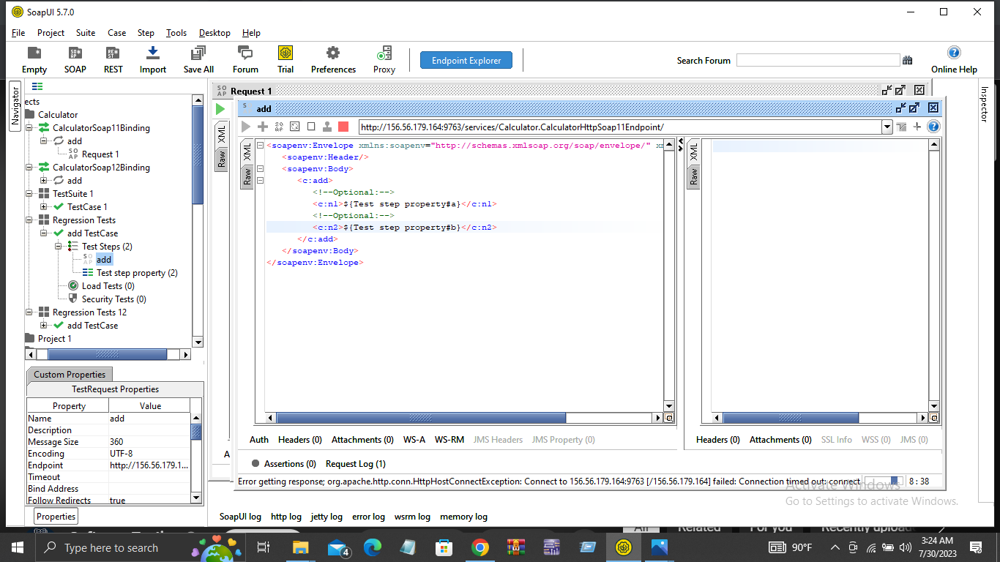 SoapUI 5.7.0
File Project Suite Case Step Tools Desktop Help
Empty SOAP REST Import Save All Forum Trial Preferences Proxy Endpoint Explorer Search Forum Online Help
Navigator
Inspector
ects
Calculator
CalculatorSoap11Binding
add
Request 1
CalculatorSoap12Binding
add
TestSuite 1
TestCase 1
Regression Tests
add TestCase
Test Steps (2)
add
Test step property (2)
Load Tests (0)
Security Tests (0)
Regression Tests 12
add TestCase
Project 1
Custom Properties
TestRequest Properties
Property Value
Name add
Description
Message Size 360
Encoding UTF-8
Endpoint http://156.56.179.1...
Timeout
Bind Address
Follow Redirects true
Properties
Request 1
XML
Raw
A
add
http://156.56.179.164:9763/services/Calculator.CalculatorHttpSoap11Endpoint/
XML
Raw
<soapenv:Envelope xmlns:soapenv="http://schemas.xmlsoap.org/soap/envelope/" xm
<soapenv:Header/>
<soapenv:Body>
<c:add>
<!--Optional:-->
<c:n1>${Test step property#a}</c:n1>
<!--Optional:-->
<c:n2>${Test step property#b}</c:n2>
</c:add>
</soapenv:Body>
</soapenv:Envelope>
XML
Raw
Auth Headers (0) Attachments (0) WS-A WS-RM JMS Headers JMS Property (0)
Headers (0) Attachments (0) SSL Info WSS (0) JMS (0)
Assertions (0) Request Log (1)
Error getting response; org.apache.http.conn.HttpHostConnectException: Connect to 156.56.179.164:9763 [/156.56.179.164] failed: Connection timed out: connect 8 : 38
Activate Windows
Go to Settings to activate Windows.
SoapUI log http log jetty log error log wsrm log memory log
All Related For you Recently upload
Type here to search
4
90°F
3:24 AM
7/30/2023